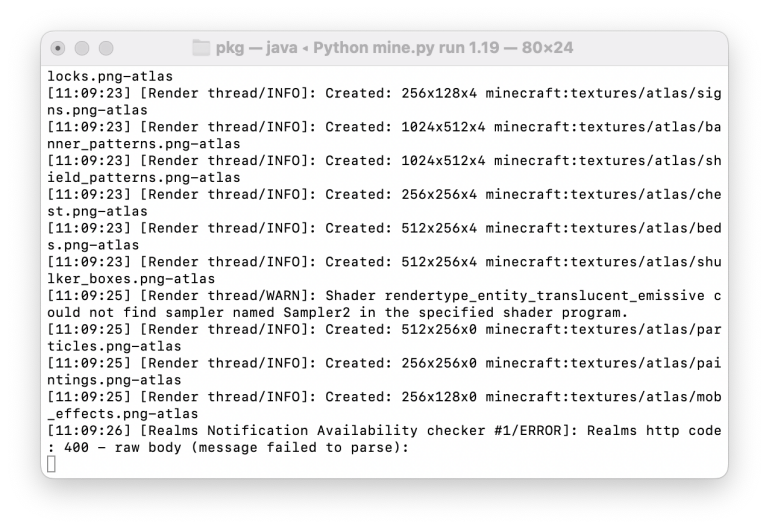 pkg — java ◂ Python mine.py run 1.19 — 80×24
locks.png-atlas
[11:09:23] [Render thread/INFO]: Created: 256x128x4 minecraft:textures/atlas/sig
ns.png-atlas
[11:09:23] [Render thread/INFO]: Created: 1024x512x4 minecraft:textures/atlas/ba
nner_patterns.png-atlas
[11:09:23] [Render thread/INFO]: Created: 1024x512x4 minecraft:textures/atlas/sh
ield_patterns.png-atlas
[11:09:23] [Render thread/INFO]: Created: 256x256x4 minecraft:textures/atlas/che
st.png-atlas
[11:09:23] [Render thread/INFO]: Created: 512x256x4 minecraft:textures/atlas/bed
s.png-atlas
[11:09:23] [Render thread/INFO]: Created: 512x256x4 minecraft:textures/atlas/shu
lker_boxes.png-atlas
[11:09:25] [Render thread/WARN]: Shader rendertype_entity_translucent_emissive c
ould not find sampler named Sampler2 in the specified shader program.
[11:09:25] [Render thread/INFO]: Created: 512x256x0 minecraft:textures/atlas/par
ticles.png-atlas
[11:09:25] [Render thread/INFO]: Created: 256x256x0 minecraft:textures/atlas/pai
ntings.png-atlas
[11:09:25] [Render thread/INFO]: Created: 256x128x0 minecraft:textures/atlas/mob
_effects.png-atlas
[11:09:26] [Realms Notification Availability checker #1/ERROR]: Realms http code
: 400 - raw body (message failed to parse):